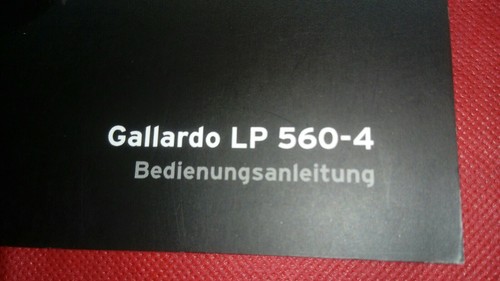 Gallardo LP 560-4
Bedienungsanleitung